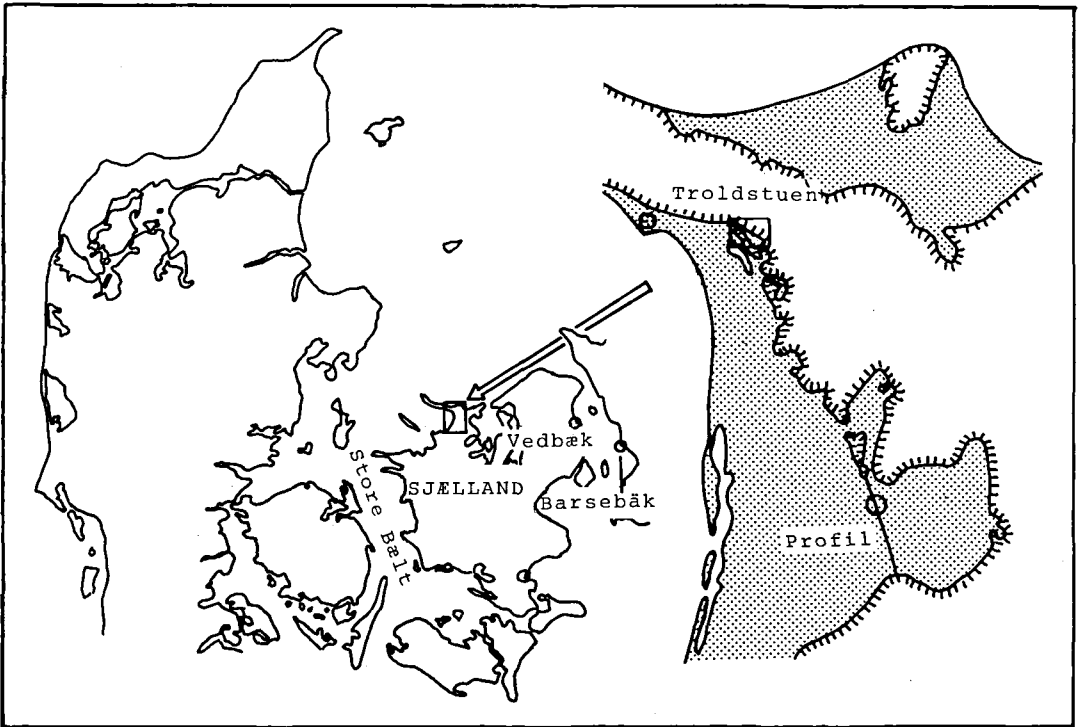 Troldstuen
Vedbæk
SJÆLLAND
Barsebäk
Store Bælt
Profil